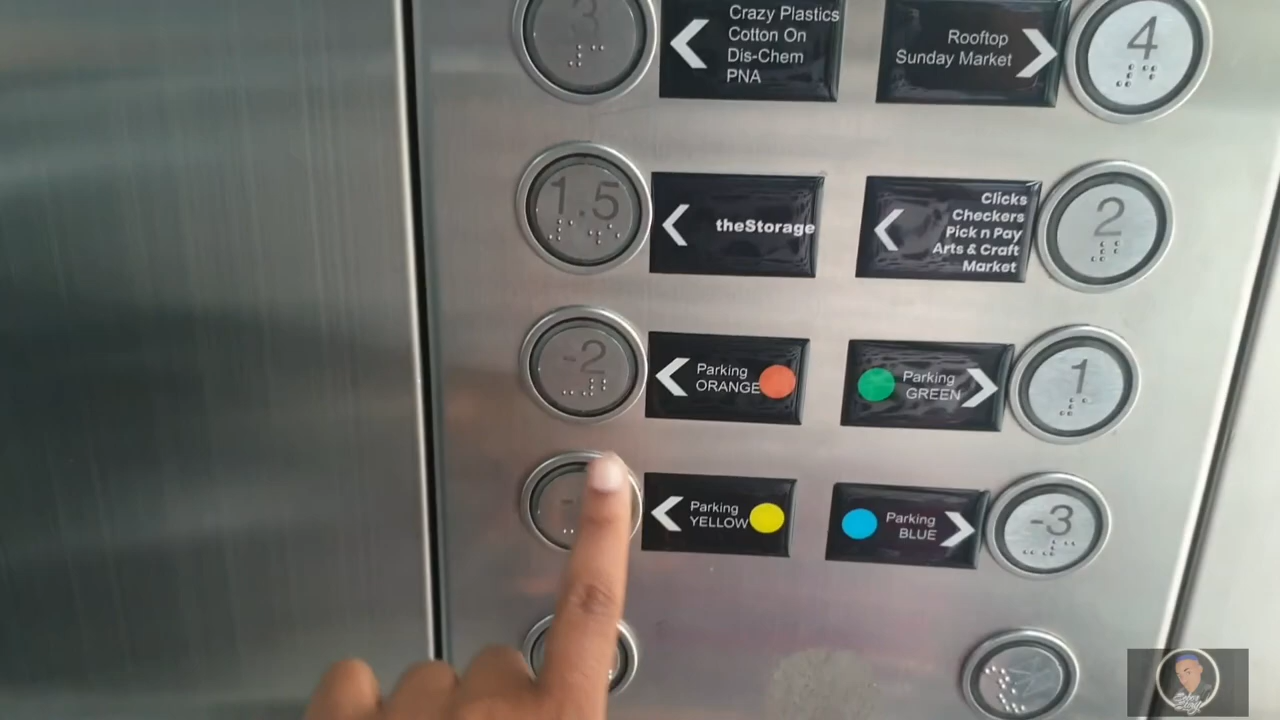 3
Crazy Plastics
Cotton On
Dis-Chem
PNA
Rooftop
Sunday Market
4
1.5
theStorage
Clicks
Checkers
Pick n Pay
Arts & Craft
Market
2
-2
Parking
ORANGE
Parking
GREEN
1
Parking
YELLOW
Parking
BLUE
-3